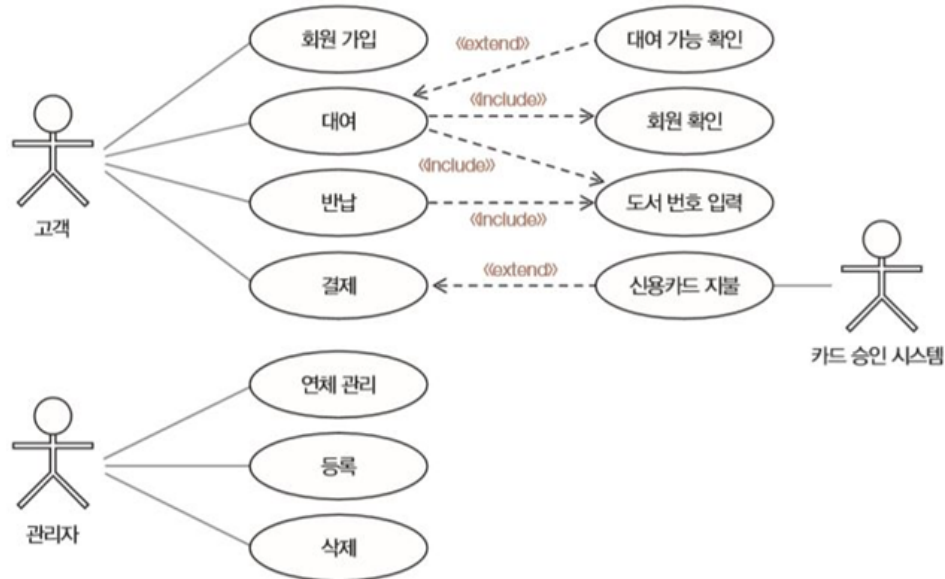 회원 가입
《extend》
대여 가능 확인
대여
《include》
회원 확인
《include》
반납
《include》
도서 번호 입력
고객
결제
《extend》
신용카드 지불
카드 승인 시스템
연체 관리
등록
관리자
삭제